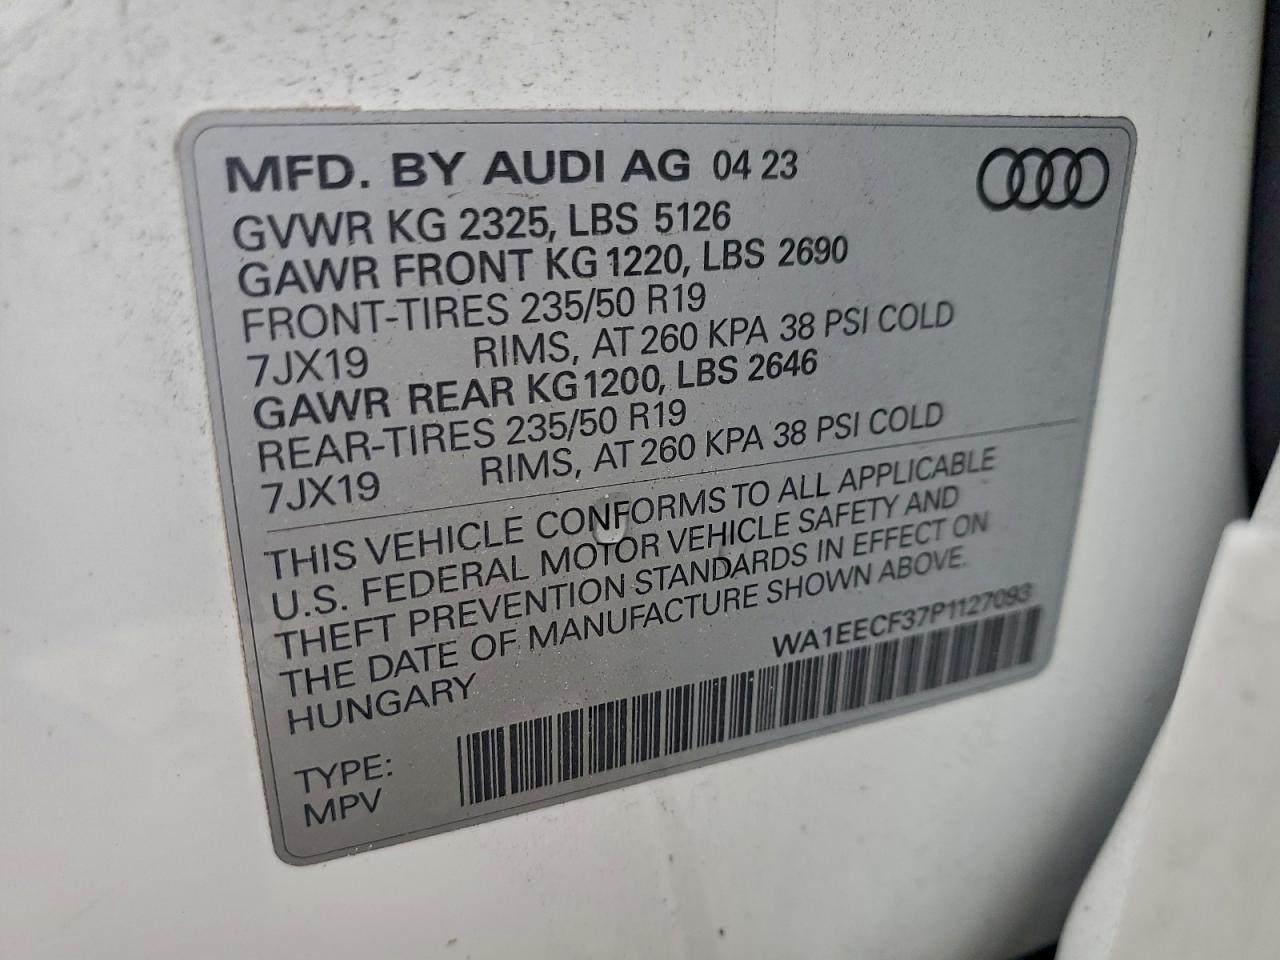 MFD. BY AUDI AG 04 23
GVWR KG 2325, LBS 5126
GAWR FRONT KG 1220, LBS 2690
FRONT-TIRES 235/50 R19
7JX19 RIMS, AT 260 KPA 38 PSI COLD
GAWR REAR KG 1200, LBS 2646
REAR-TIRES 235/50 R19
7JX19 RIMS, AT 260 KPA 38 PSI COLD
THIS VEHICLE CONFORMS TO ALL APPLICABLE
U.S. FEDERAL MOTOR VEHICLE SAFETY AND
THEFT PREVENTION STANDARDS IN EFFECT ON
THE DATE OF MANUFACTURE SHOWN ABOVE.
HUNGARY
WA1EECF37P1127093
TYPE:
MPV